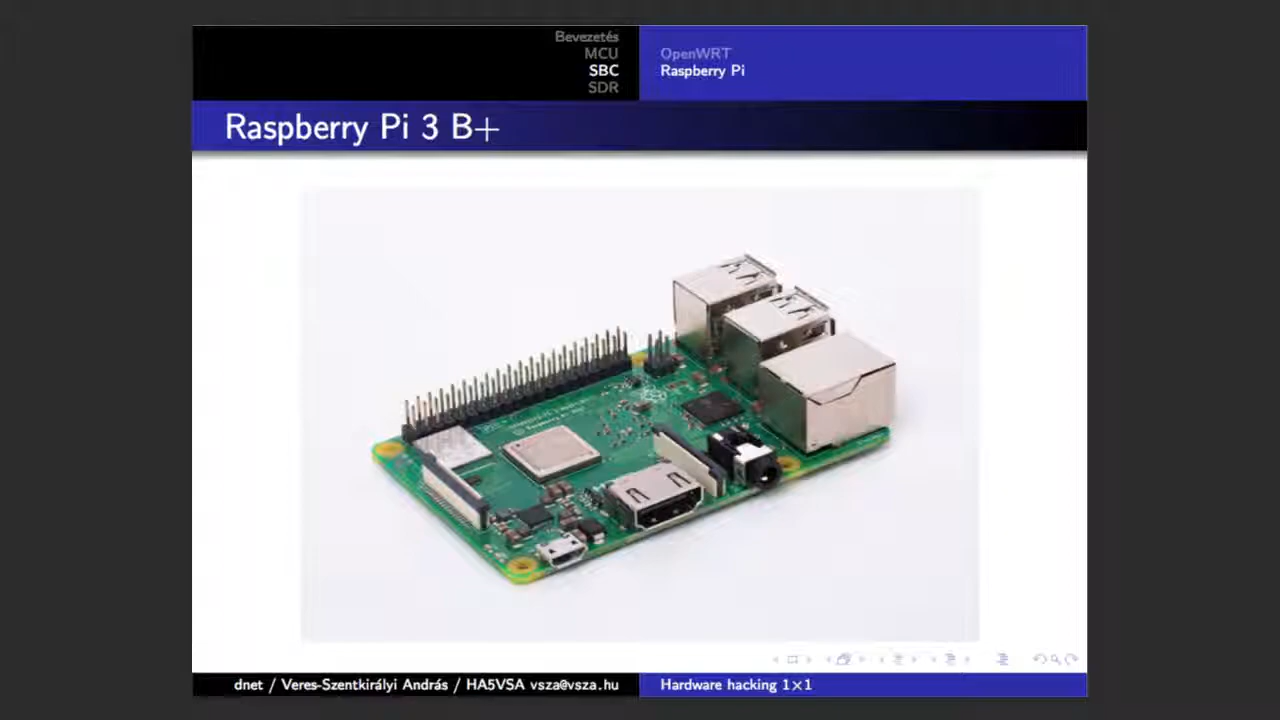 Bevezetés
MCU
SBC
SDR
OpenWRT
Raspberry Pi
Raspberry Pi 3 B+
dnet / Veres-Szentkirályi András / HA5VSA vsza@vsza.hu
Hardware hacking 1×1